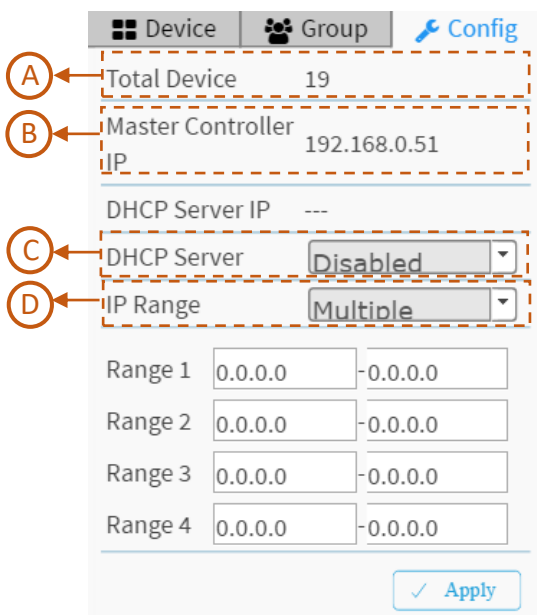 Device Group Config
A Total Device 19
B Master Controller
IP 192.168.0.51
DHCP Server IP ---
C DHCP Server Disabled
D IP Range Multiple
Range 1 0.0.0.0 -0.0.0.0
Range 2 0.0.0.0 -0.0.0.0
Range 3 0.0.0.0 -0.0.0.0
Range 4 0.0.0.0 -0.0.0.0
✓ Apply